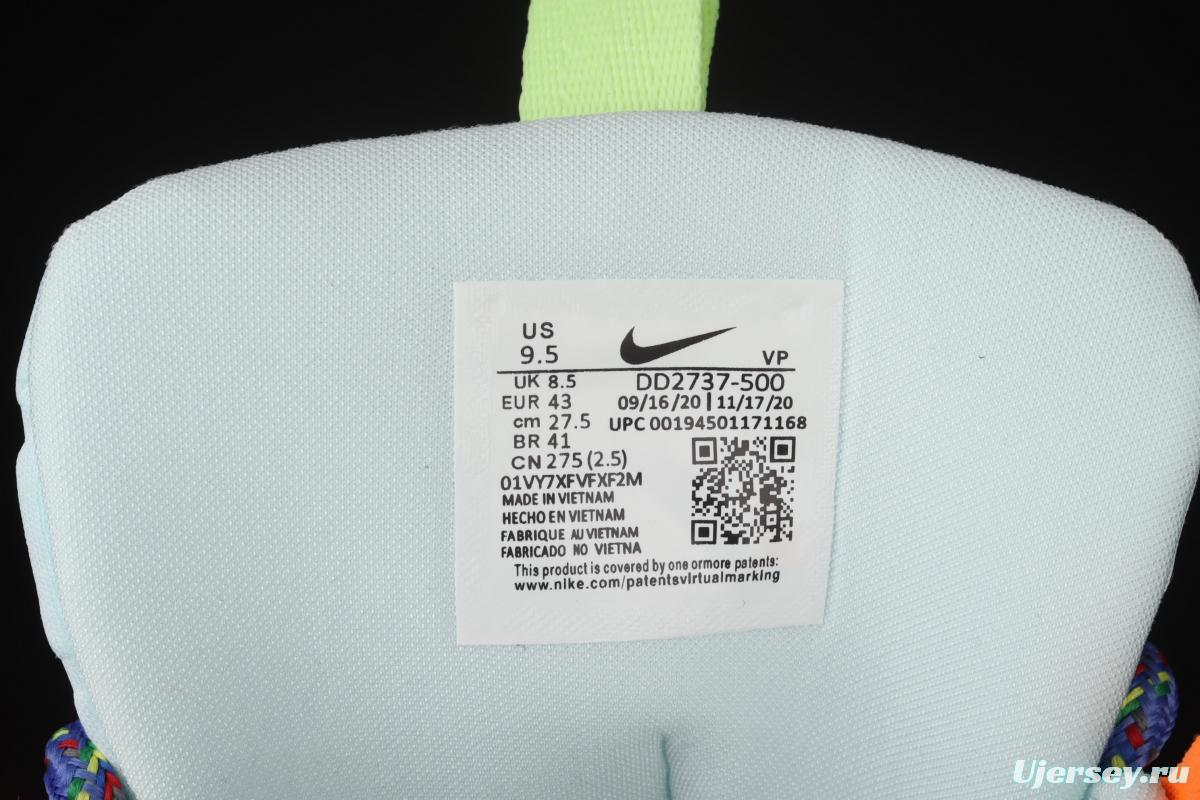 US
9.5
VP
UK 8.5
DD2737-500
EUR 43
09/16/20 | 11/17/20
cm 27.5
UPC 00194501171168
BR 41
CN 275 (2.5)
01VY7XFVFXF2M
MADE IN VIETNAM
HECHO EN VIETNAM
FABRIQUE AU VIETNAM
FABRICADO NO VIETNA
This product is covered by one ormore patents:
www.nike.com/patentsvirtualmarking
Ujersey.ru